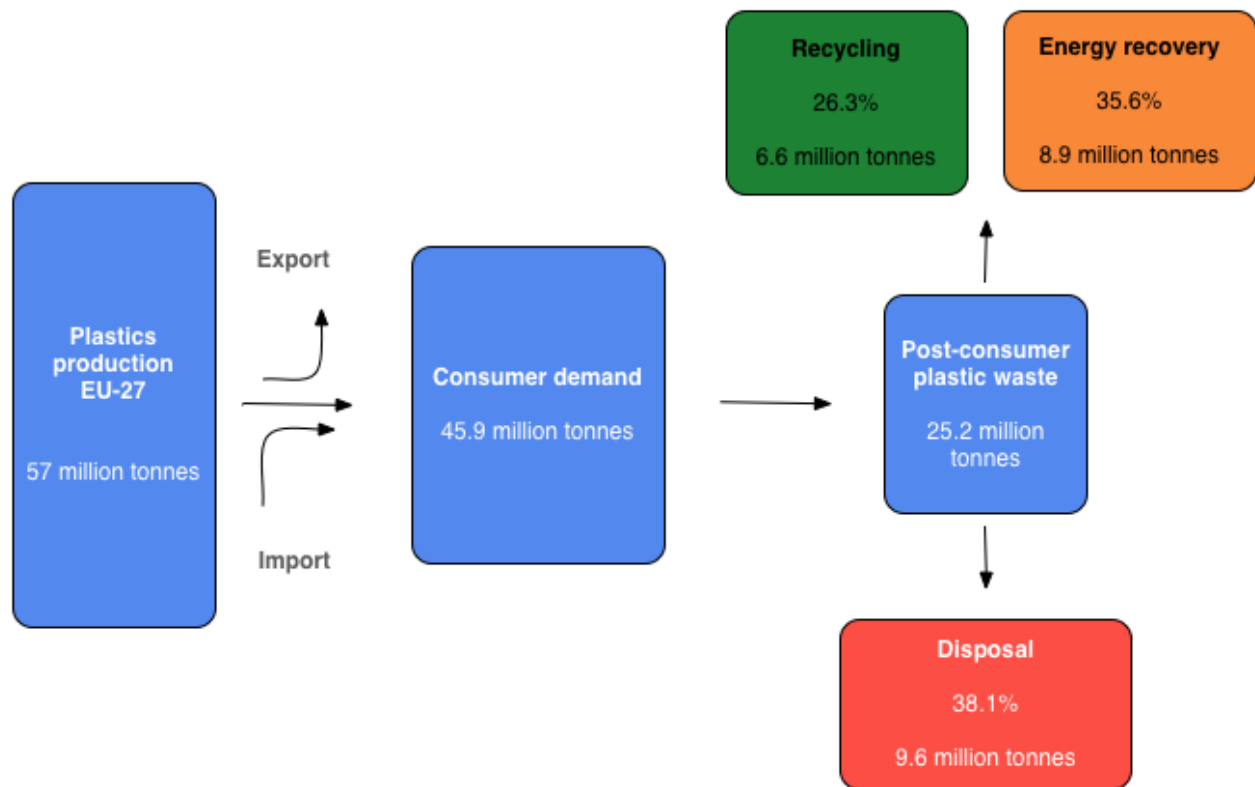 Plastics
production
EU-27
57 million tonnes
Export
Import
Consumer demand
45.9 million tonnes
Post-consumer
plastic waste
25.2 million
tonnes
Recycling
26.3%
6.6 million tonnes
Energy recovery
35.6%
8.9 million tonnes
Disposal
38.1%
9.6 million tonnes